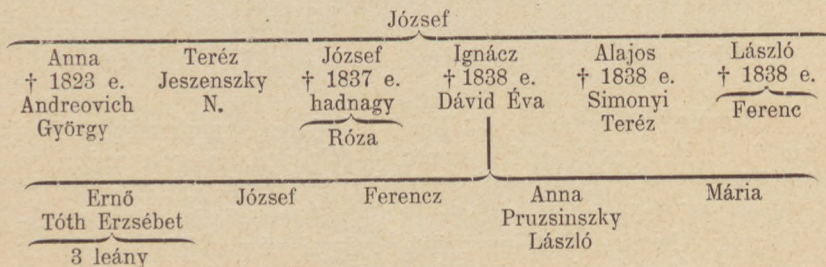 József
Anna Teréz József Ignácz Alajos László
† 1823 e. Jeszenszky † 1837 e. † 1838 e. † 1838 e. † 1838 e.
Andreovich N. hadnagy Dávid Éva Simonyi Ferenc
György Róza Teréz
Ernő József Ferencz Anna Mária
Tóth Erzsébet Pruzsinszky
3 leány László